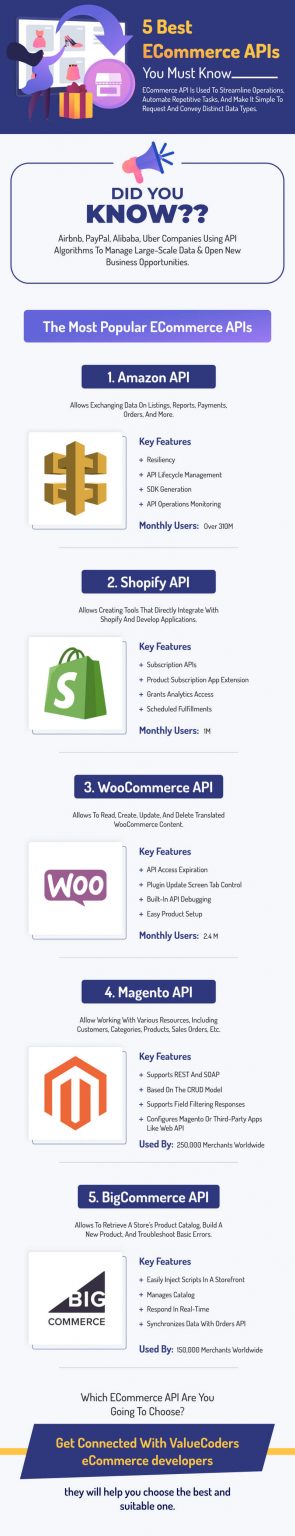 5 Best
ECommerce APIs
You Must Know
ECommerce API Is Used To Streamline Operations,
Automate Repetitive Tasks, And Make It Simple To
Request And Convey Distinct Data Types.
DID YOU
KNOW??
Airbnb, PayPal, Alibaba, Uber Companies Using API
Algorithms To Manage Large-Scale Data & Open New
Business Opportunities.
The Most Popular ECommerce APIs
1. Amazon API
Allows Exchanging Data On Listings, Reports, Payments,
Orders, And More.
Key Features
+ Resiliency
+ API Lifecycle Management
+ SDK Generation
+ API Operations Monitoring
Monthly Users: Over 310M
2. Shopify API
Allows Creating Tools That Directly Integrate With
Shopify And Develop Applications.
S
Key Features
+ Subscription APIs
+ Product Subscription App Extension
+ Grants Analytics Access
+ Scheduled Fulfillments
Monthly Users: 1M
3. WooCommerce API
Allows To Read, Create, Update, And Delete Translated
WooCommerce Content.
WOO
Key Features
+ API Access Expiration
+ Plugin Update Screen Tab Control
+ Built-In API Debugging
+ Easy Product Setup
Monthly Users: 2.4 M
4. Magento API
Allow Working With Various Resources, Including
Customers, Categories, Products, Sales Orders, Etc.
Key Features
+ Supports REST And SOAP
+ Based On The CRUD Model
+ Supports Field Filtering Responses
+ Configures Magento Or Third-Party Apps
Like Web API
Used By: 250,000 Merchants Worldwide
5. BigCommerce API
Allows To Retrieve A Store's Product Catalog, Build A
New Product, And Troubleshoot Basic Errors.
BIG
COMMERCE
Key Features
+ Easily Inject Scripts In A Storefront
+ Manages Catalog
+ Respond In Real-Time
+ Synchronizes Data With Orders API
Used By: 150,000 Merchants Worldwide
Which ECommerce API Are You
Going To Choose?
Get Connected With ValueCoders
eCommerce developers
they will help you choose the best and
suitable one.